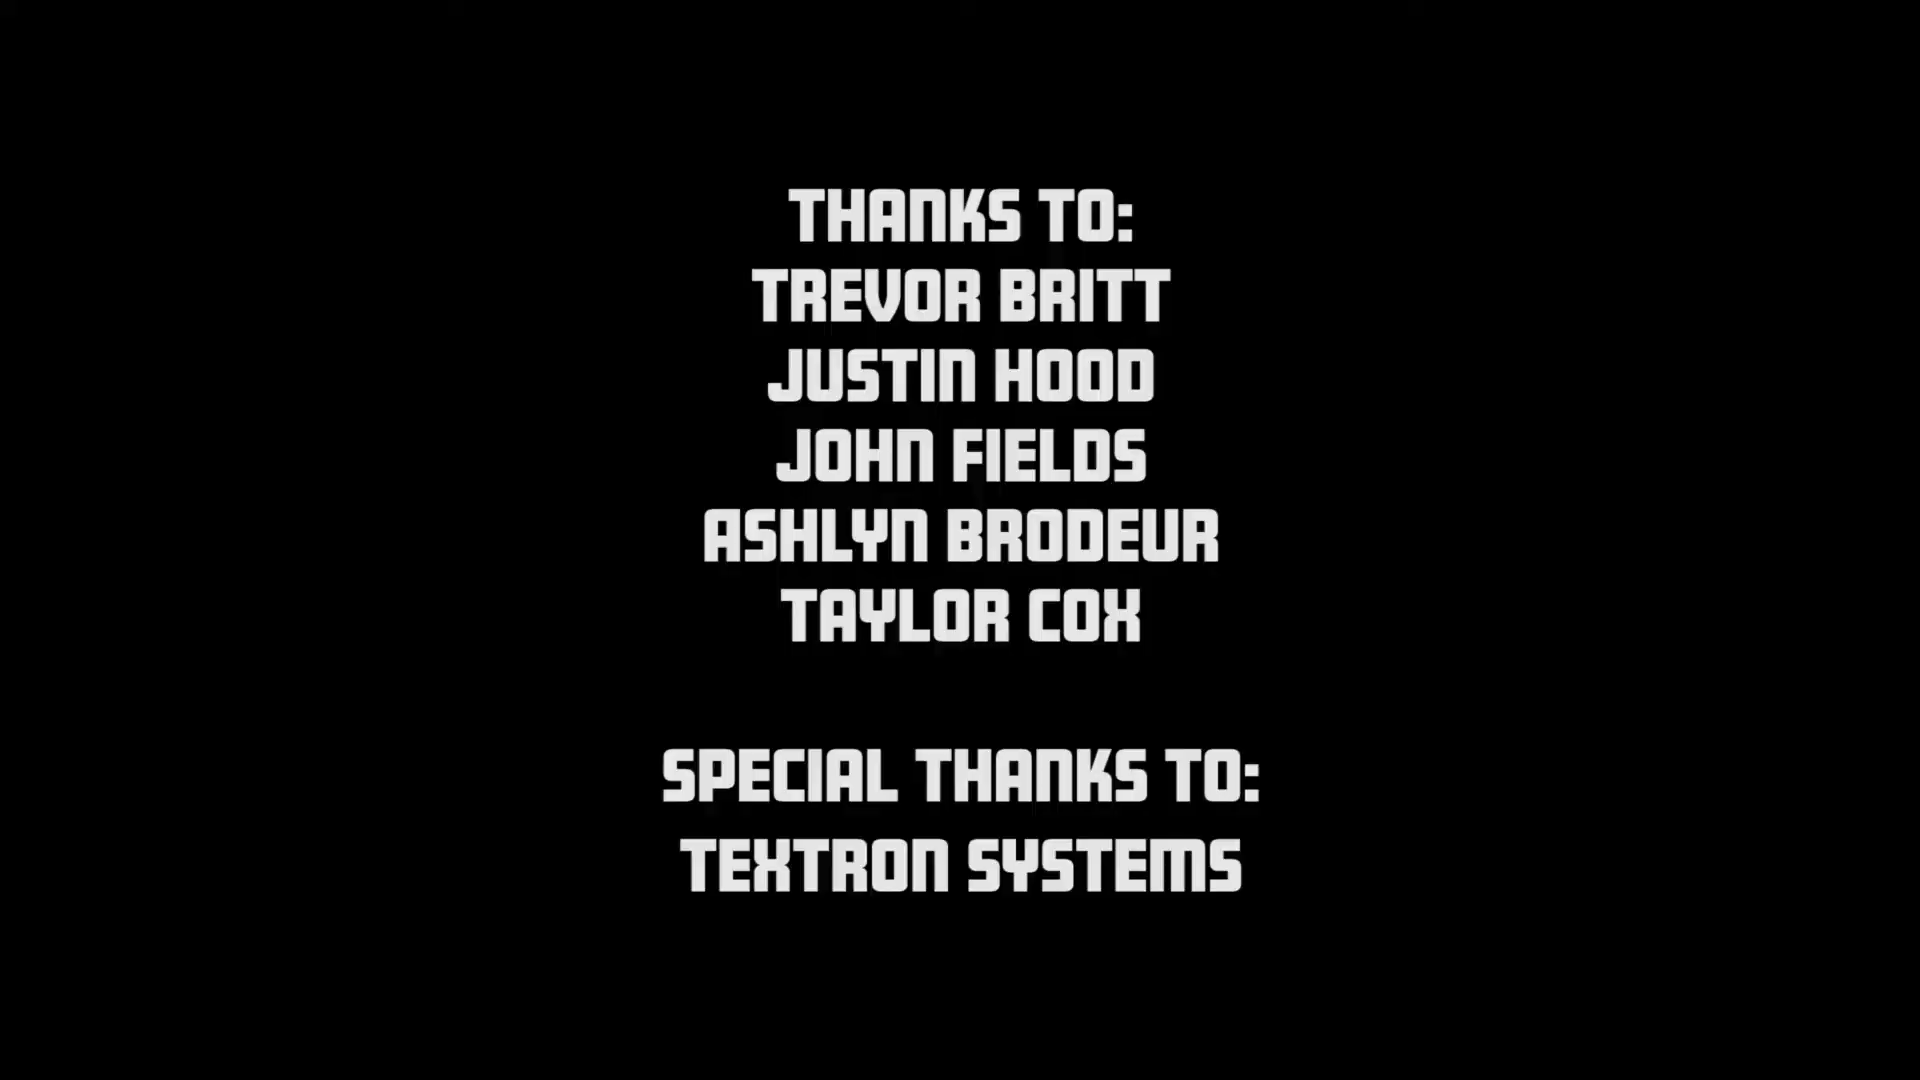 THANKS TO:
TREVOR BRITT
JUSTIN HOOD
JOHN FIELDS
ASHLYN BRODEUR
TAYLOR COX
SPECIAL THANKS TO:
TEXTRON SYSTEMS